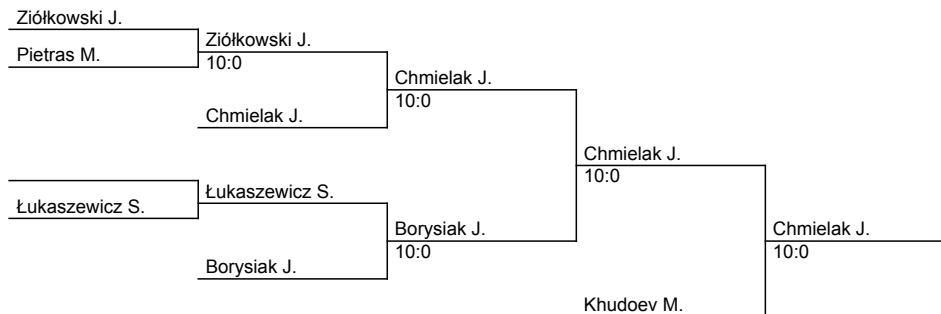 Ziółkowski J.
Pietras M.
Ziółkowski J.
10:0
Chmielak J.
Chmielak J.
10:0
Łukaszewicz S.
Łukaszewicz S.
Borysiak J.
Borysiak J.
10:0
Chmielak J.
10:0
Khudoev M.
Chmielak J.
10:0